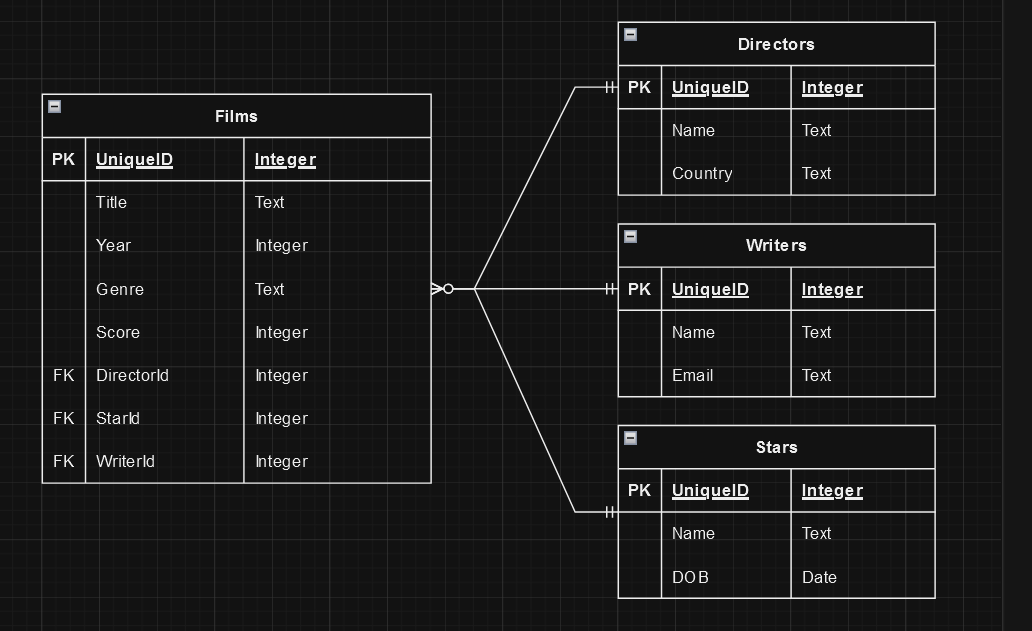 Films
PK UniqueID Integer
Title Text
Year Integer
Genre Text
Score Integer
FK DirectorId Integer
FK StarId Integer
FK WriterId Integer
Directors
PK UniqueID Integer
Name Text
Country Text
Writers
PK UniqueID Integer
Name Text
Email Text
Stars
PK UniqueID Integer
Name Text
DOB Date